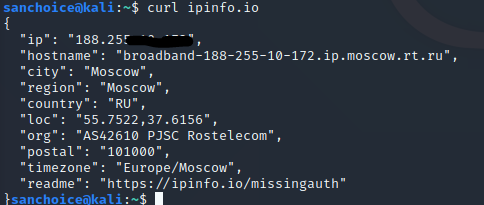 sanchoice@kali:~$ curl ipinfo.io
{
  "ip": "188.255
  "hostname": "broadband-188-255-10-172.ip.moscow.rt.ru",
  "city": "Moscow",
  "region": "Moscow",
  "country": "RU",
  "loc": "55.7522,37.6156",
  "org": "AS42610 PJSC Rostelecom",
  "postal": "101000",
  "timezone": "Europe/Moscow",
  "readme": "https://ipinfo.io/missingauth"
}sanchoice@kali:~$